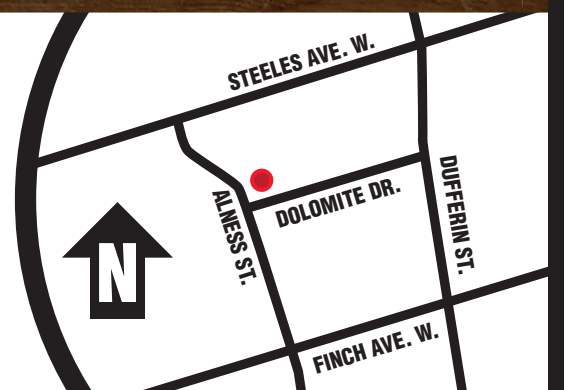 STEELES AVE. W.
ALNESS ST.
DOLOMITE DR.
DUFFERIN ST.
N
FINCH AVE. W.